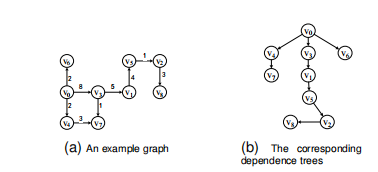 V6 V5 1 V2
2 4 3
V0 8 V3 5 V1 V8
2 1
V4 3 V7
(a) An example graph
V0
V4 V3 V6
V7 V1
V5
V8 V2
(b) The corresponding
dependence trees